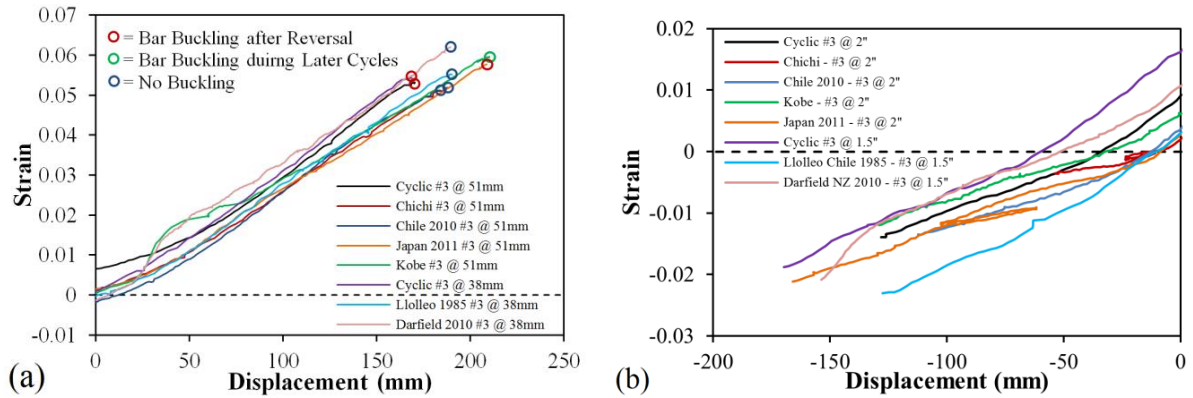 0.07
0.06
0.05
0.04
0.03
0.02
0.01
0
-0.01
Strain
= Bar Buckling after Reversal
= Bar Buckling duirng Later Cycles
= No Buckling
Cyclic #3 @ 51mm
Chichi #3 @ 51mm
Chile 2010 #3 @ 51mm
Japan 2011 #3 @ 51mm
Kobe #3 @ 51mm
Cyclic #3 @ 38mm
Llolleo 1985 #3 @ 38mm
Darfield 2010 #3 @ 38mm
0 50 100 150 200 250
Displacement (mm)
(a)
0.02
0.01
0
-0.01
-0.02
-0.03
Strain
Cyclic #3 @ 2"
Chichi - #3 @ 2"
Chile 2010 - #3 @ 2"
Kobe - #3 @ 2"
Japan 2011 - #3 @ 2"
Cyclic #3 @ 1.5"
Llolleo Chile 1985 - #3 @ 1.5"
Darfield NZ 2010 - #3 @ 1.5"
-200 -150 -100 -50 0
Displacement (mm)
(b)